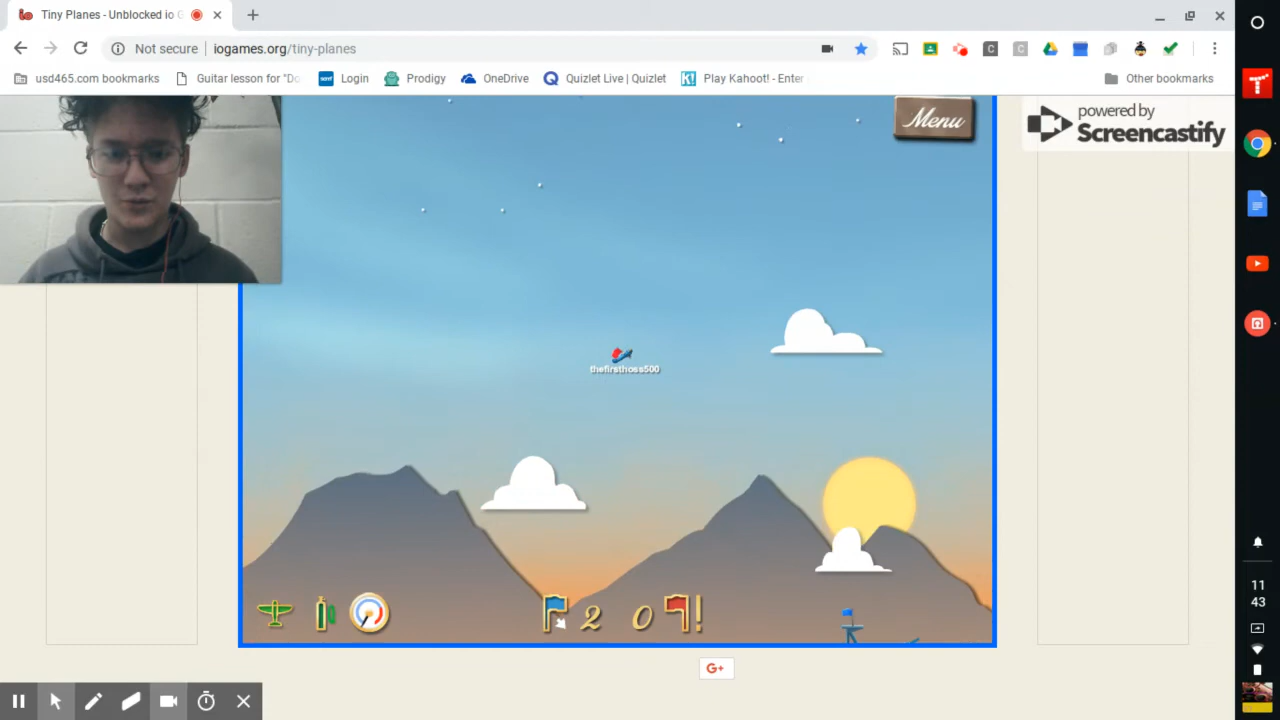 Tiny Planes - Unblocked io G
Not secure iogames.org/tiny-planes
usd465.com bookmarks Guitar lesson for "Do Login Prodigy OneDrive Quizlet Live | Quizlet Play Kahoot! - Enter Other bookmarks
Menu
powered by
Screencastify
thefirsthoss500
2 0 !
G+
11
43